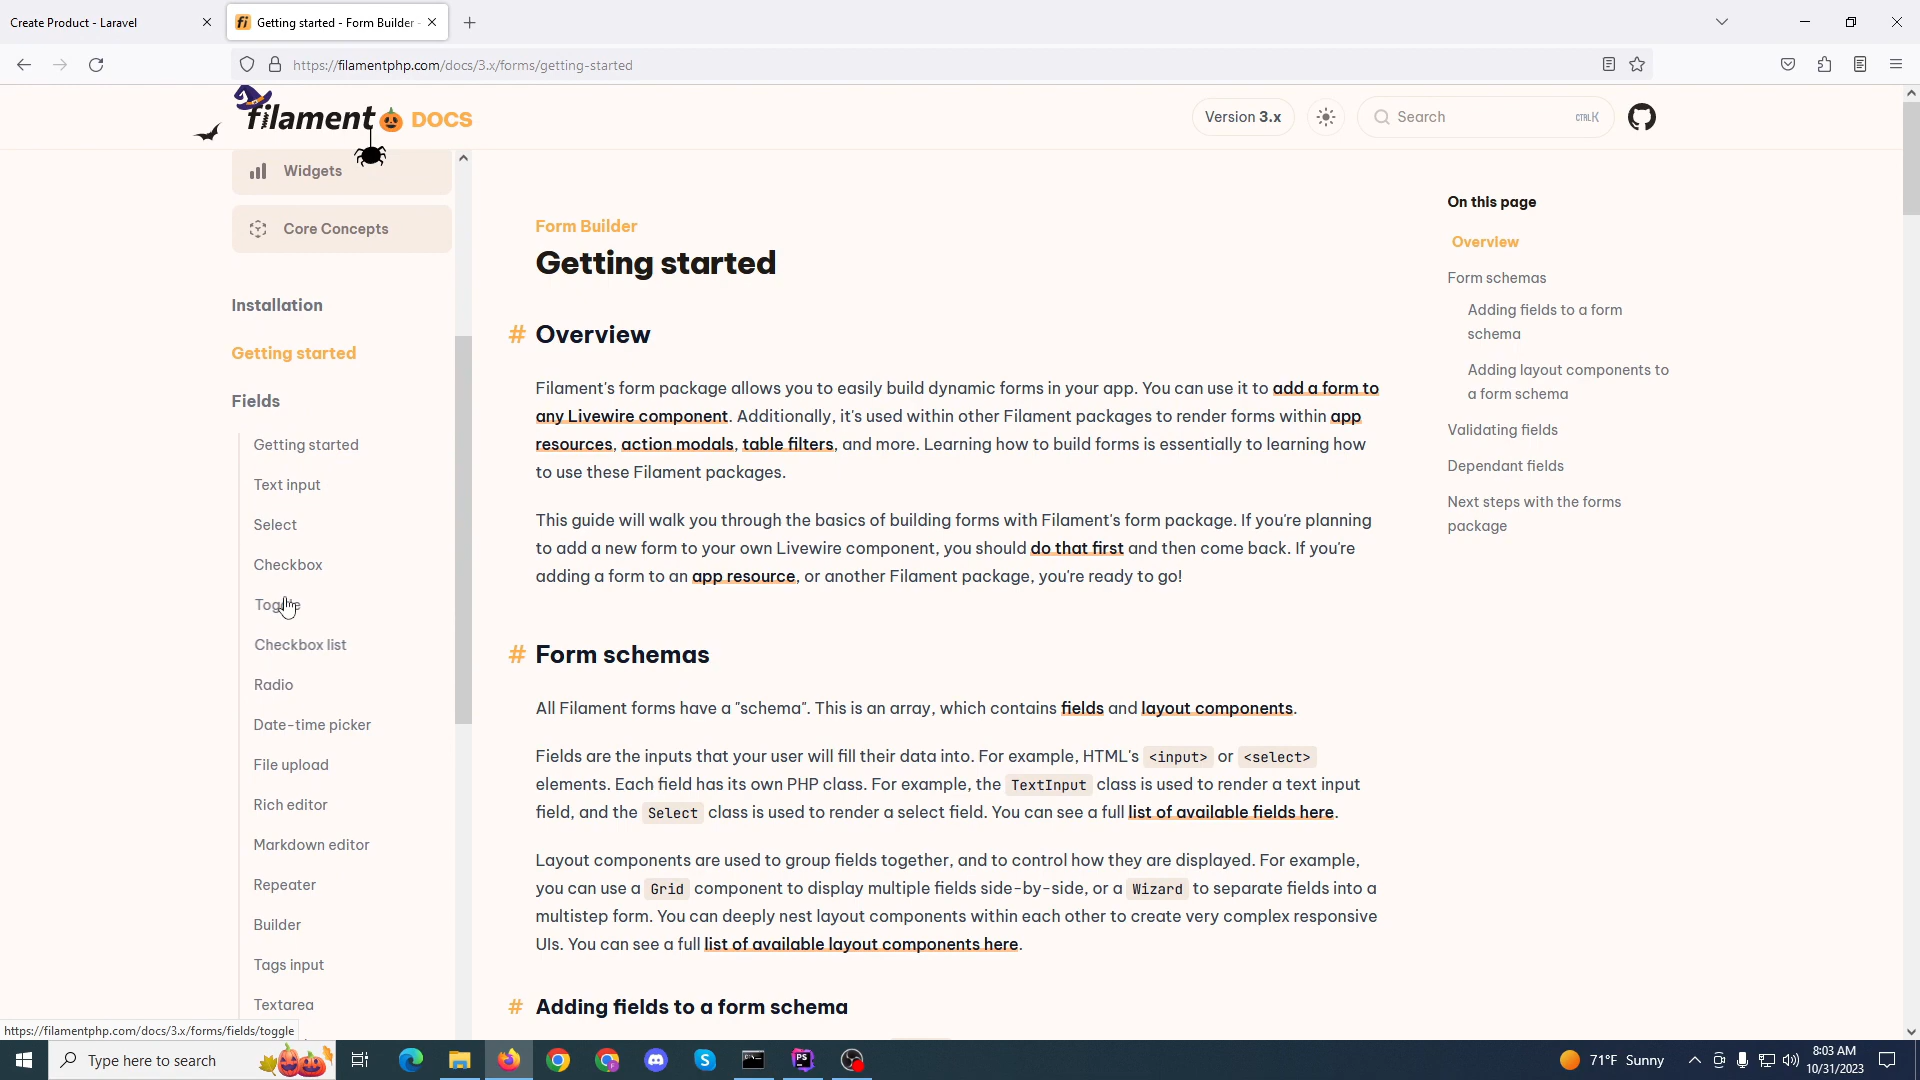 Create Product - Laravel
Getting started - Form Builder -
https://filamentphp.com/docs/3.x/forms/getting-started
filament DOCS
Version 3.x
Search
CTRL K
Widgets
Core Concepts
Installation
Getting started
Fields
Getting started
Text input
Select
Checkbox
Toggle
Checkbox list
Radio
Date-time picker
File upload
Rich editor
Markdown editor
Repeater
Builder
Tags input
Textarea
Form Builder
Getting started
# Overview
Filament's form package allows you to easily build dynamic forms in your app. You can use it to add a form to
any Livewire component. Additionally, it's used within other Filament packages to render forms within app
resources, action modals, table filters, and more. Learning how to build forms is essentially to learning how
to use these Filament packages.
This guide will walk you through the basics of building forms with Filament's form package. If you're planning
to add a new form to your own Livewire component, you should do that first and then come back. If you're
adding a form to an app resource, or another Filament package, you're ready to go!
# Form schemas
All Filament forms have a "schema". This is an array, which contains fields and layout components.
Fields are the inputs that your user will fill their data into. For example, HTML's <input> or <select>
elements. Each field has its own PHP class. For example, the TextInput class is used to render a text input
field, and the Select class is used to render a select field. You can see a full list of available fields here.
Layout components are used to group fields together, and to control how they are displayed. For example,
you can use a Grid component to display multiple fields side-by-side, or a Wizard to separate fields into a
multistep form. You can deeply nest layout components within each other to create very complex responsive
UIs. You can see a full list of available layout components here.
# Adding fields to a form schema
On this page
Overview
Form schemas
Adding fields to a form
schema
Adding layout components to
a form schema
Validating fields
Dependant fields
Next steps with the forms
package
https://filamentphp.com/docs/3.x/forms/fields/toggle
Type here to search
71°F Sunny
8:03 AM
10/31/2023